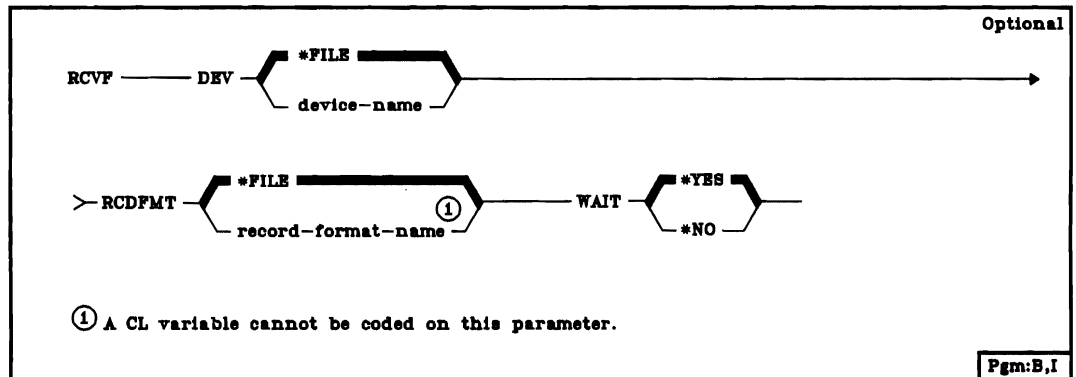 Optional
*FILE
RCVF DEV
device-name
*FILE *YES
RCDFMT ① WAIT
record-format-name *NO
① A CL variable cannot be coded on this parameter.
Pgm:B,I